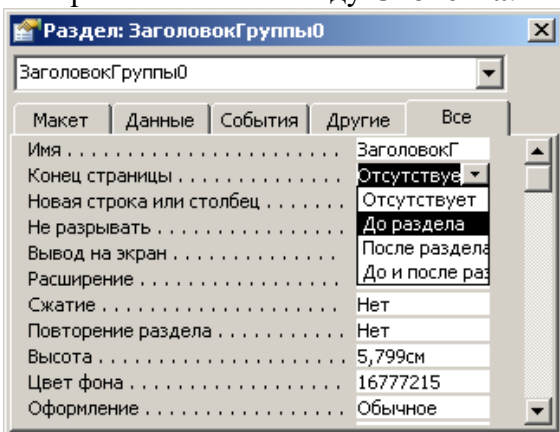 Раздел: ЗаголовокГруппы0
ЗаголовокГруппы0
Макет Данные События Другие Все
Имя . . . . . . . . . . . . . . . . . . . . . . . ЗаголовокГ
Конец страницы . . . . . . . . . . . . . Отсутствуе
Новая строка или столбец . . . . . . . Отсутствует
Не разрывать . . . . . . . . . . . . . . . До раздела
Вывод на экран . . . . . . . . . . . . . . После раздела
Расширение . . . . . . . . . . . . . . . . До и после раз
Сжатие . . . . . . . . . . . . . . . . . . . . Нет
Повторение раздела . . . . . . . . . . . Нет
Высота . . . . . . . . . . . . . . . . . . . . 5,799см
Цвет фона . . . . . . . . . . . . . . . . . 16777215
Оформление . . . . . . . . . . . . . . . . Обычное